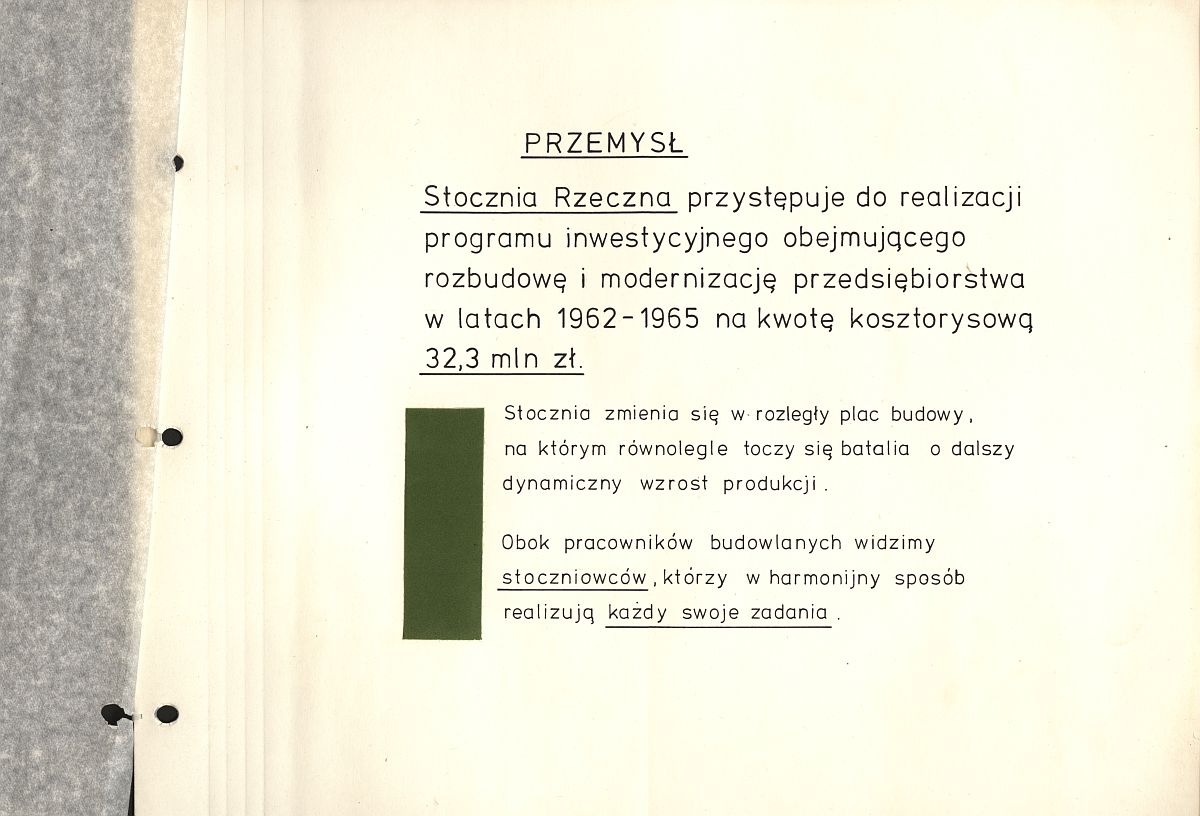 PRZEMYSŁ
Stocznia Rzeczna przystępuje do realizacji
programu inwestycyjnego obejmującego
rozbudowę i modernizację przedsiębiorstwa
w latach 1962-1965 na kwotę kosztorysową
32,3 mln zł.
Stocznia zmienia się w rozległy plac budowy,
na którym równolegle toczy się batalia o dalszy
dynamiczny wzrost produkcji.
Obok pracowników budowlanych widzimy
stoczniowców, którzy w harmonijny sposób
realizują każdy swoje zadania.